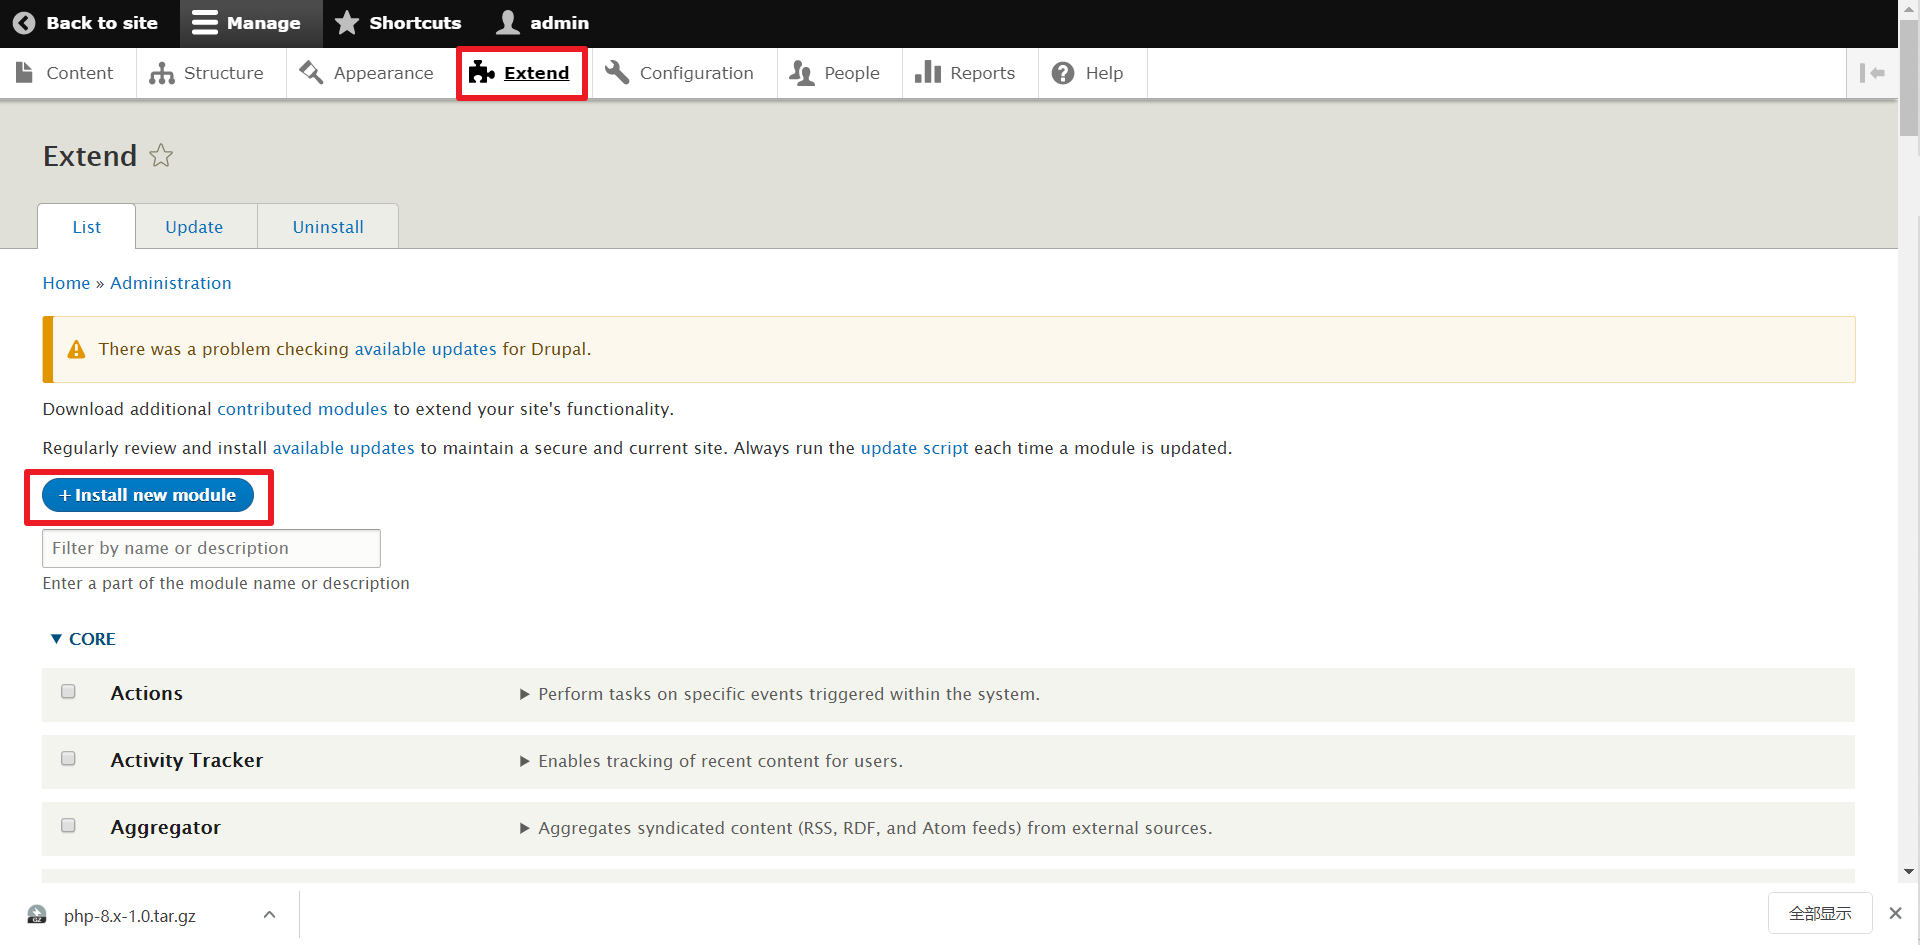 Back to site Manage Shortcuts admin
Content Structure Appearance Extend Configuration People Reports Help
Extend
List Update Uninstall
Home » Administration
There was a problem checking available updates for Drupal.
Download additional contributed modules to extend your site's functionality.
Regularly review and install available updates to maintain a secure and current site. Always run the update script each time a module is updated.
+ Install new module
Filter by name or description
Enter a part of the module name or description
▼ CORE
Actions ▶ Perform tasks on specific events triggered within the system.
Activity Tracker ▶ Enables tracking of recent content for users.
Aggregator ▶ Aggregates syndicated content (RSS, RDF, and Atom feeds) from external sources.
php-8.x-1.0.tar.gz 全部显示